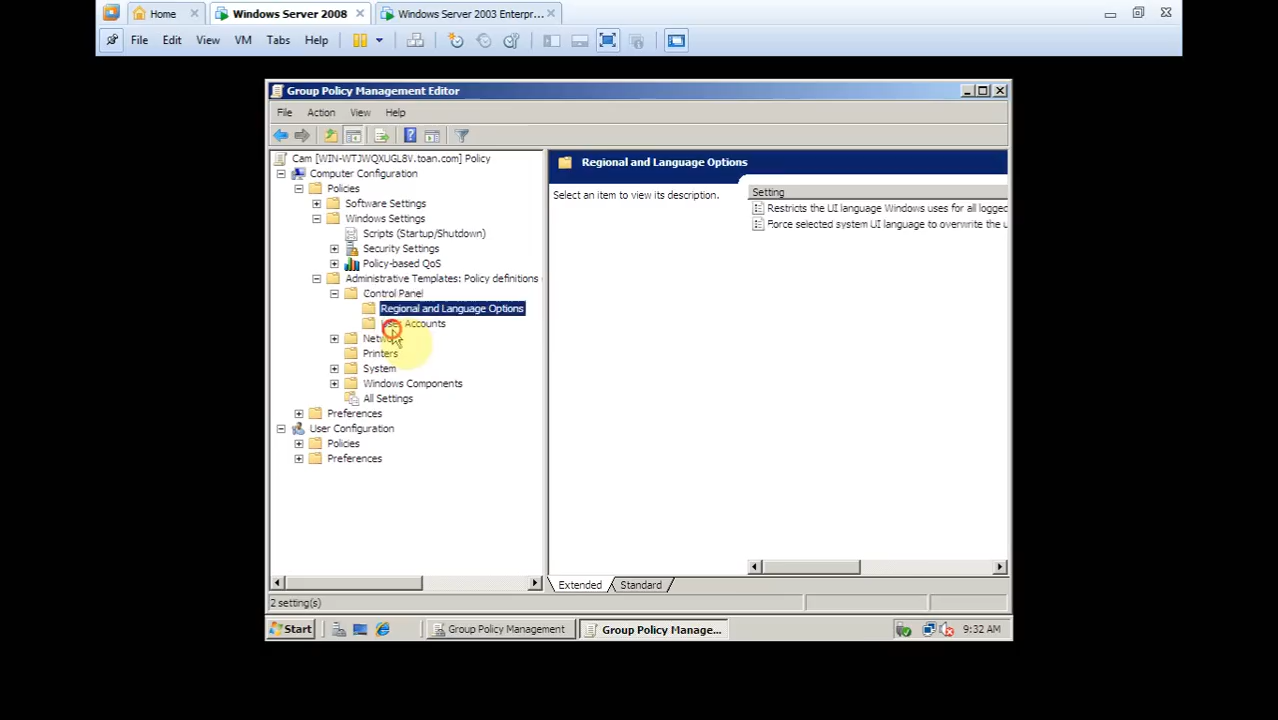 Home
Windows Server 2008
Windows Server 2003 Enterpr...
File Edit View VM Tabs Help
Group Policy Management Editor
File Action View Help
Cam [WIN-WTJWQXUGL8V.toan.com] Policy
Computer Configuration
Policies
Software Settings
Windows Settings
Scripts (Startup/Shutdown)
Security Settings
Policy-based QoS
Administrative Templates: Policy definitions
Control Panel
Regional and Language Options
User Accounts
Network
Printers
System
Windows Components
All Settings
Preferences
User Configuration
Policies
Preferences
Regional and Language Options
Select an item to view its description.
Setting
Restricts the UI language Windows uses for all logged
Force selected system UI language to overwrite the u
Extended Standard
2 setting(s)
Start
Group Policy Management
Group Policy Manage...
9:32 AM